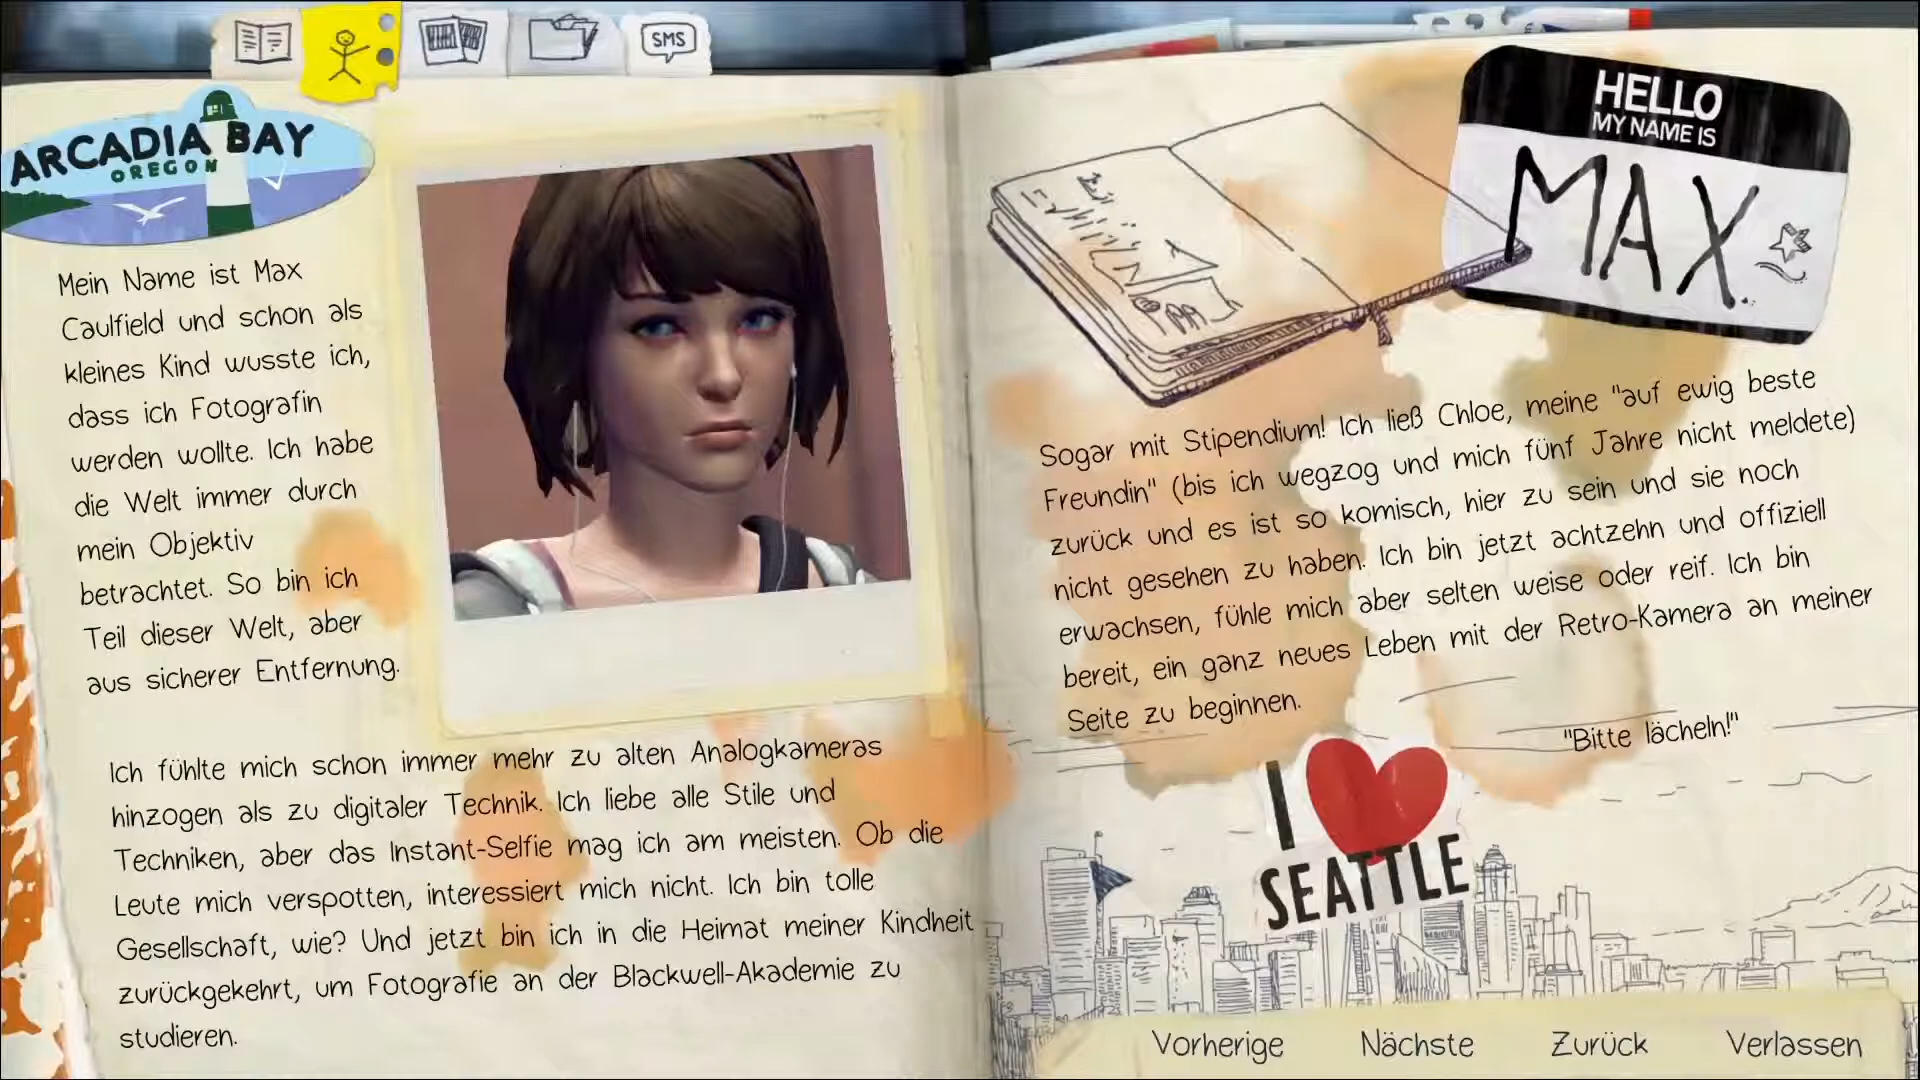 SMS
ARCADIA BAY
OREGON
Mein Name ist Max
Caulfield und schon als
kleines Kind wusste ich,
dass ich Fotografin
werden wollte. Ich habe
die Welt immer durch
mein Objektiv
betrachtet. So bin ich
Teil dieser Welt, aber
aus sicherer Entfernung.
Ich fühlte mich schon immer mehr zu alten Analogkameras
hinzogen als zu digitaler Technik. Ich liebe alle Stile und
Techniken, aber das Instant-Selfie mag ich am meisten. Ob die
Leute mich verspotten, interessiert mich nicht. Ich bin tolle
Gesellschaft, wie? Und jetzt bin ich in die Heimat meiner Kindheit
zurückgekehrt, um Fotografie an der Blackwell-Akademie zu
studieren.
HELLO
MY NAME IS
MAX
Sogar mit Stipendium! Ich ließ Chloe, meine "auf ewig beste
Freundin" (bis ich wegzog und mich fünf Jahre nicht meldete)
zurück und es ist so komisch, hier zu sein und sie noch
nicht gesehen zu haben. Ich bin jetzt achtzehn und offiziell
erwachsen, fühle mich aber selten weise oder reif. Ich bin
bereit, ein ganz neues Leben mit der Retro-Kamera an meiner
Seite zu beginnen.
"Bitte lächeln!"
I
SEATTLE
Vorherige Nächste Zurück Verlassen